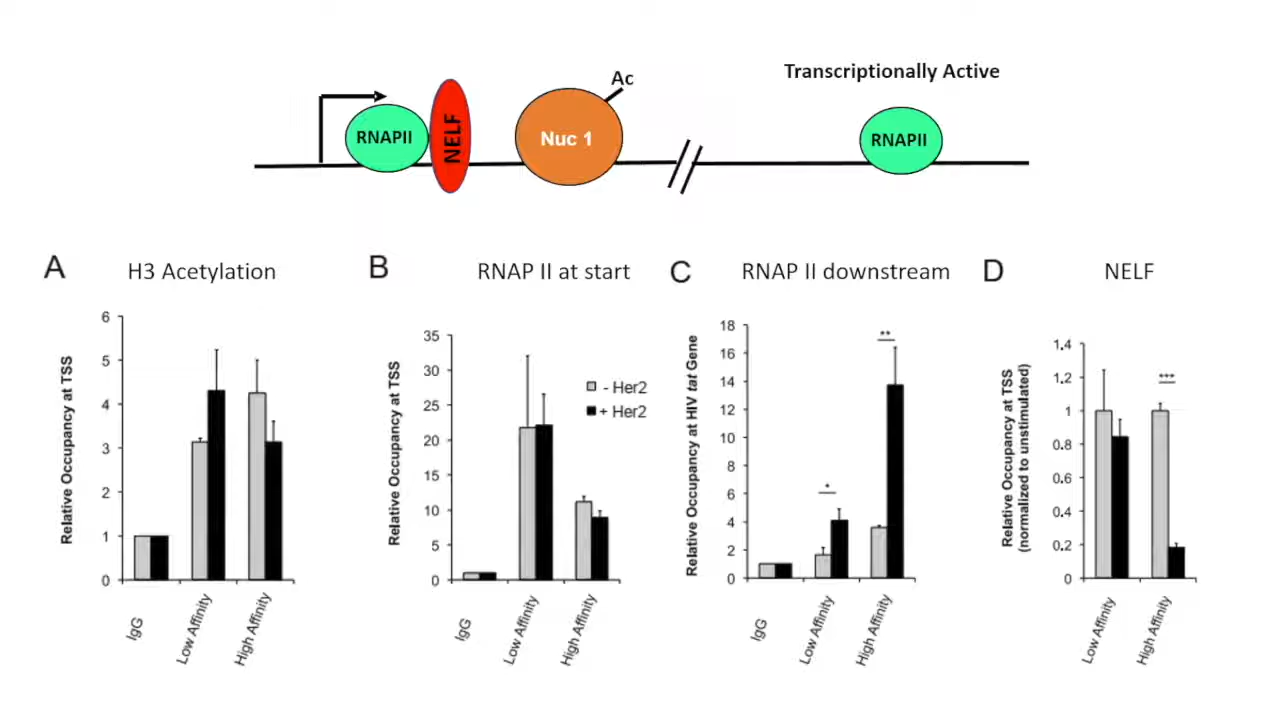 Ac
Transcriptionally Active
RNAPII
NELF
Nuc 1
RNAPII
A
H3 Acetylation
Relative Occupancy at TSS
6
5
4
3
2
1
0
IgG
Low Affinity
High Affinity
B
RNAP II at start
Relative Occupancy at TSS
35
30
25
20
15
10
5
0
- Her2
+ Her2
IgG
Low Affinity
High Affinity
C
RNAP II downstream
Relative Occupancy at HIV tat Gene
18
16
14
12
10
8
6
4
2
0
*
**
IgG
Low Affinity
High Affinity
D
NELF
Relative Occupancy at TSS
(normalized to unstimulated)
1.4
1.2
1
0.8
0.6
0.4
0.2
0
***
Low Affinity
High Affinity